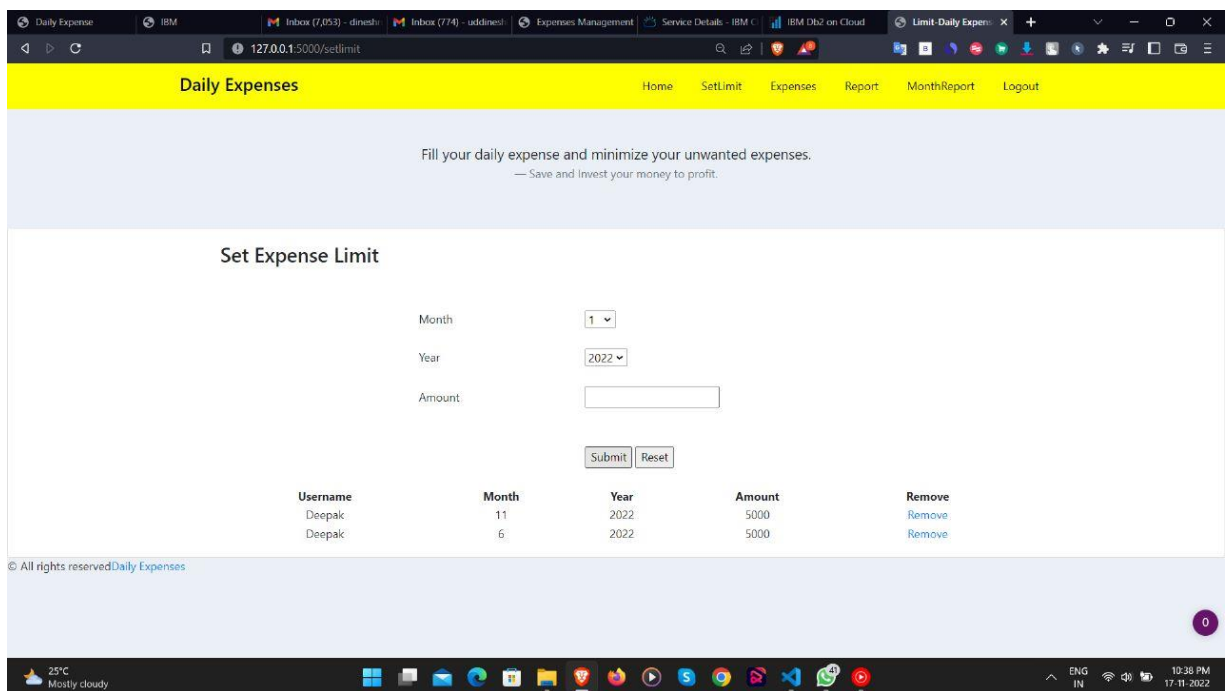 Daily Expense IBM Inbox (7,053) - dineshr Inbox (774) - uddinesh Expenses Management Service Details - IBM C IBM Db2 on Cloud Limit-Daily Expens
127.0.0.1:5000/setlimit
Daily Expenses Home SetLimit Expenses Report MonthReport Logout
Fill your daily expense and minimize your unwanted expenses.
— Save and Invest your money to profit.
Set Expense Limit
Month 1
Year 2022
Amount
Submit Reset
Username Month Year Amount Remove
Deepak 11 2022 5000 Remove
Deepak 6 2022 5000 Remove
© All rights reservedDaily Expenses
0
25°C
Mostly cloudy
41
ENG
IN
10:38 PM
17-11-2022